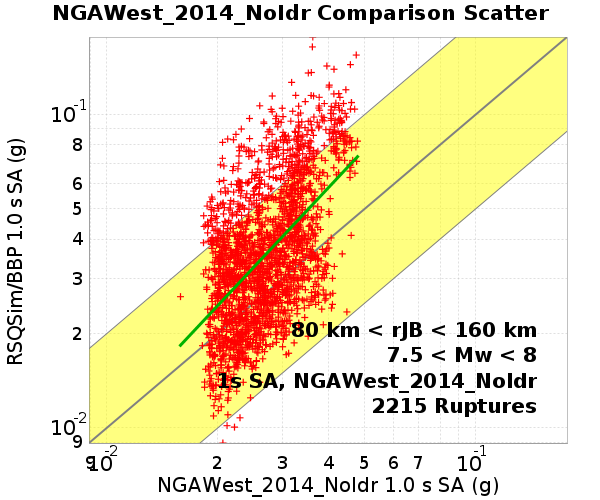 NGAWest_2014_NoIdr Comparison Scatter
RSQSim/BBP 1.0 s SA (g)
10-1
8
6
5
4
3
2
10-2
9
80 km < rJB < 160 km
7.5 < Mw < 8
1s SA, NGAWest_2014_NoIdr
2215 Ruptures
9 10-2 2 3 4 5 6 7 10-1
NGAWest_2014_NoIdr 1.0 s SA (g)